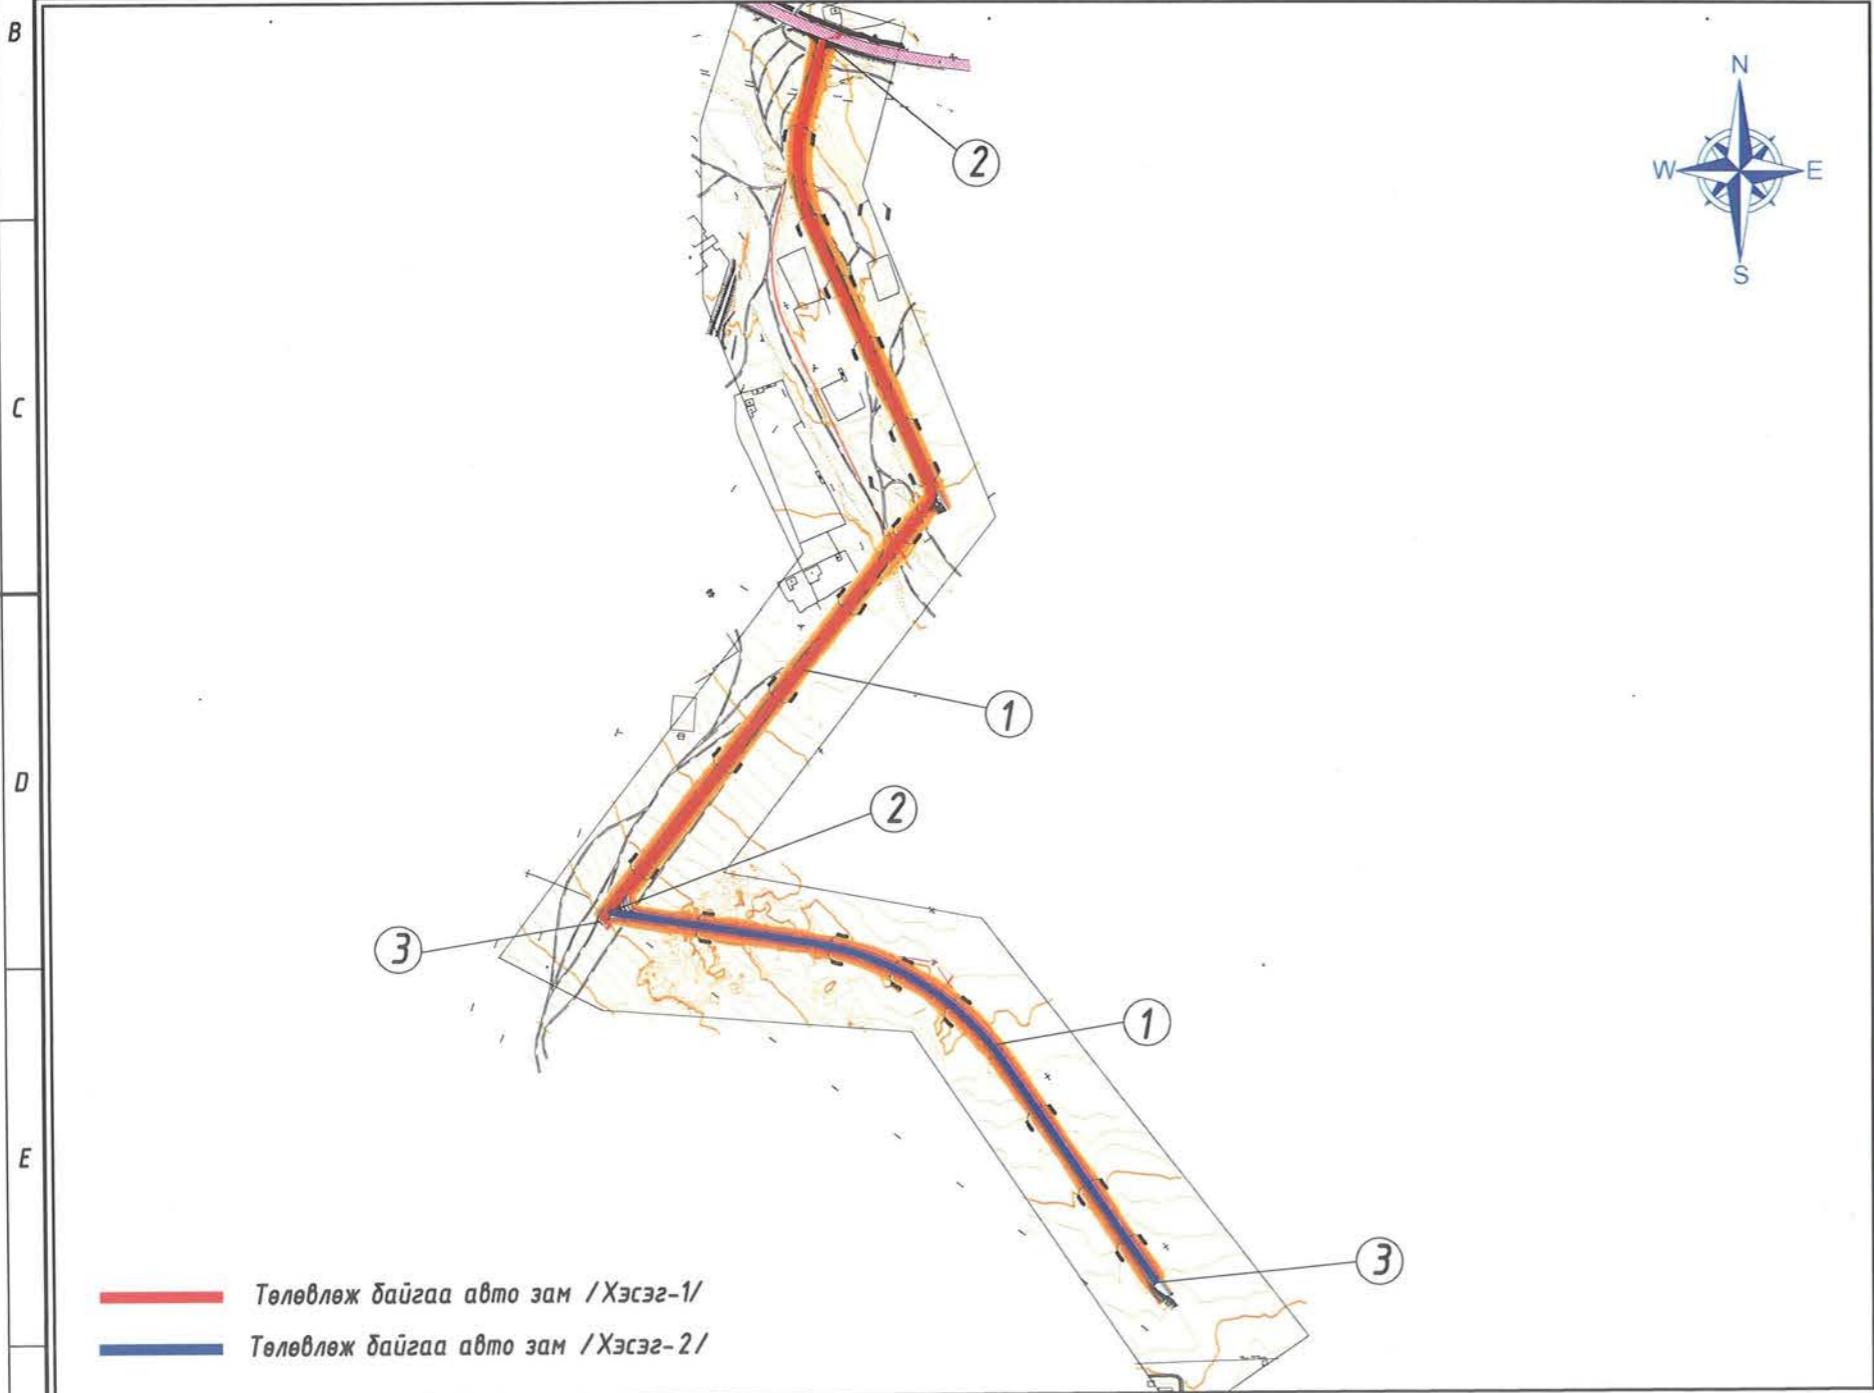 B
N
W
E
S
2
C
1
D
2
3
1
E
3
Төлөвлөж байгаа авто зам /Хэсэг-1/
Төлөвлөж байгаа авто зам /Хэсэг-2/